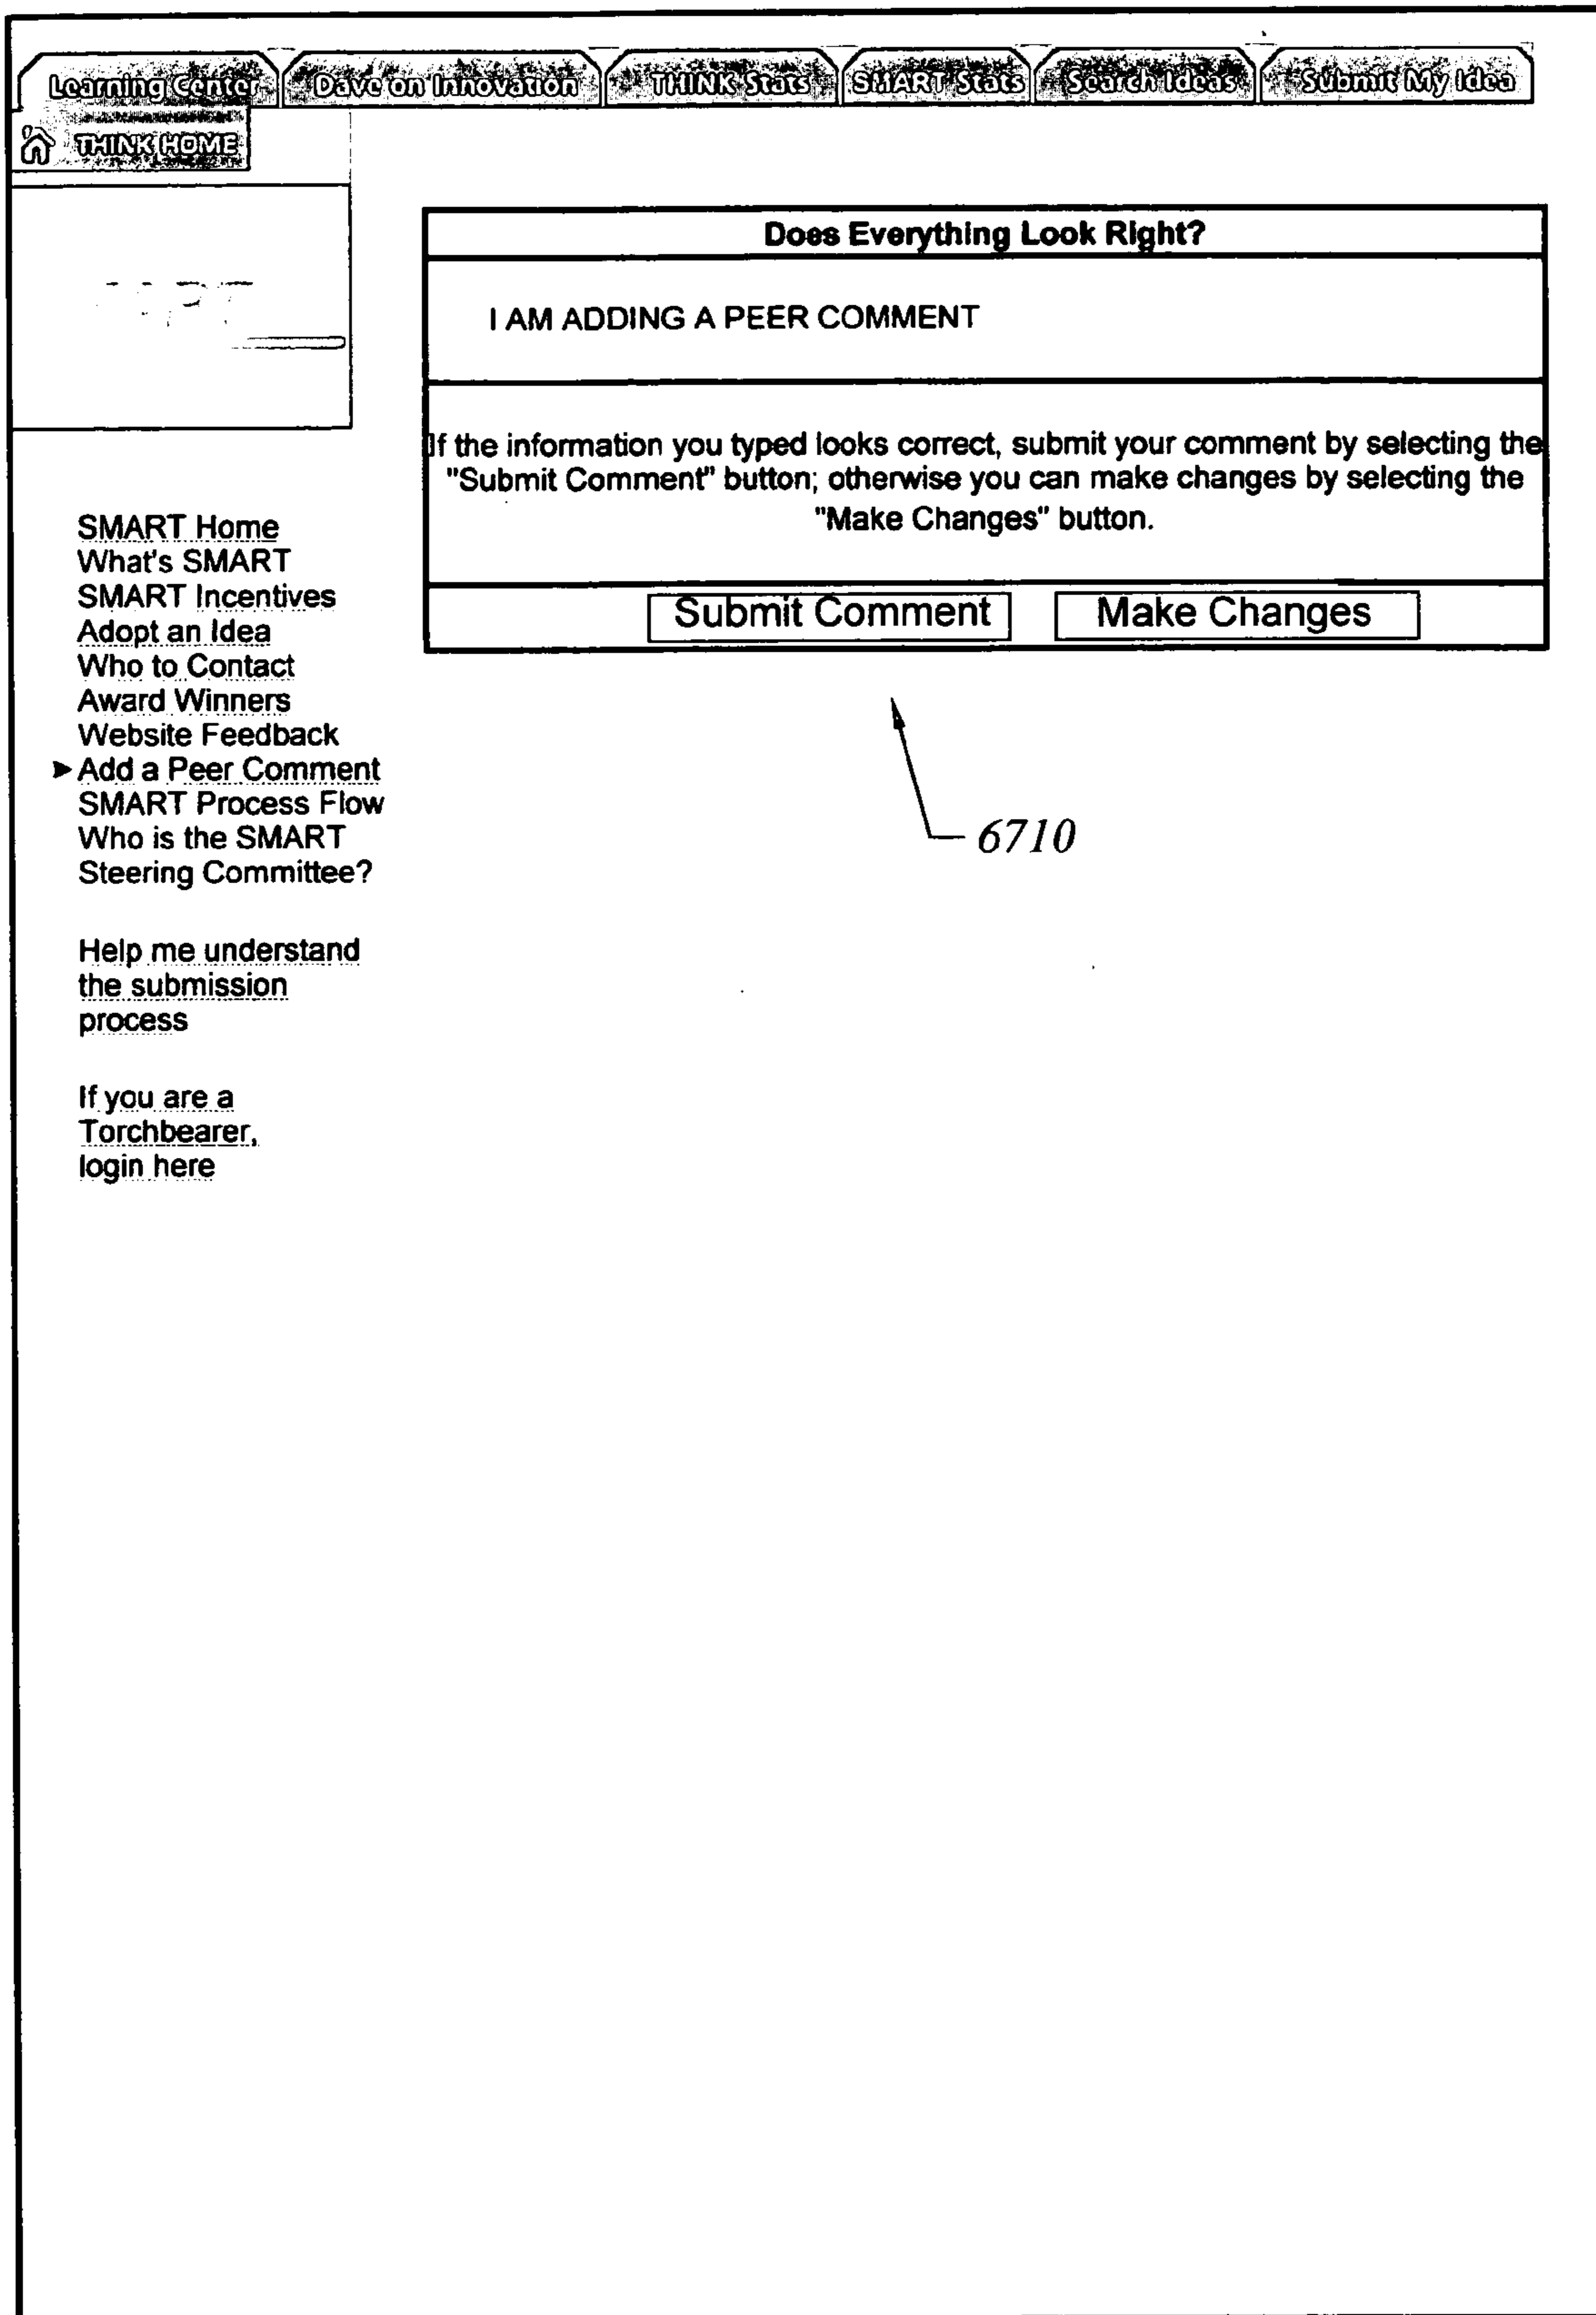 Learning Center Dave on Innovation THINK Stats SMART Stats Search Ideas Submit My Idea
THINK HOME
Does Everything Look Right?
I AM ADDING A PEER COMMENT
If the information you typed looks correct, submit your comment by selecting the
"Submit Comment" button; otherwise you can make changes by selecting the
"Make Changes" button.
Submit Comment Make Changes
6710
SMART Home
What's SMART
SMART Incentives
Adopt an Idea
Who to Contact
Award Winners
Website Feedback
Add a Peer Comment
SMART Process Flow
Who is the SMART
Steering Committee?
Help me understand
the submission
process
If you are a
Torchbearer,
login here